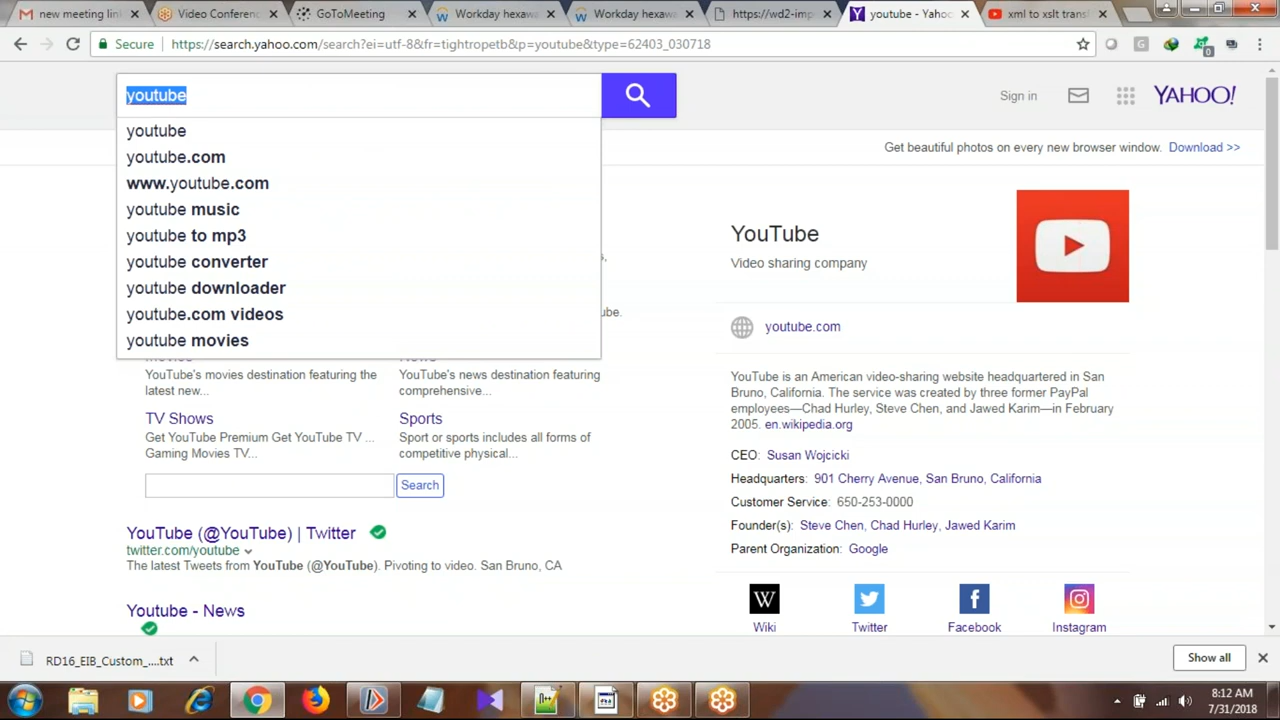 new meeting link
Video Conferenc
GoToMeeting
Workday hexawa
Workday hexawa
https://wd2-imp
youtube - Yahoo
xml to xslt transf
Secure
https://search.yahoo.com/search?ei=utf-8&fr=tightropetb&p=youtube&type=62403_030718
youtube
Sign in
YAHOO!
youtube
youtube.com
www.youtube.com
youtube music
youtube to mp3
youtube converter
youtube downloader
youtube.com videos
youtube movies
Get beautiful photos on every new browser window. Download >>
YouTube
Video sharing company
ube.
youtube.com
YouTube's movies destination featuring the
latest new...
YouTube's news destination featuring
comprehensive...
TV Shows
Get YouTube Premium Get YouTube TV ...
Gaming Movies TV...
Sports
Sport or sports includes all forms of
competitive physical...
Search
YouTube is an American video-sharing website headquartered in San
Bruno, California. The service was created by three former PayPal
employees—Chad Hurley, Steve Chen, and Jawed Karim—in February
2005. en.wikipedia.org
CEO: Susan Wojcicki
Headquarters: 901 Cherry Avenue, San Bruno, California
Customer Service: 650-253-0000
Founder(s): Steve Chen, Chad Hurley, Jawed Karim
Parent Organization: Google
YouTube (@YouTube) | Twitter
twitter.com/youtube
The latest Tweets from YouTube (@YouTube). Pivoting to video. San Bruno, CA
Youtube - News
W
Wiki
Twitter
Facebook
Instagram
RD16_EIB_Custom_....txt
Show all
8:12 AM
7/31/2018